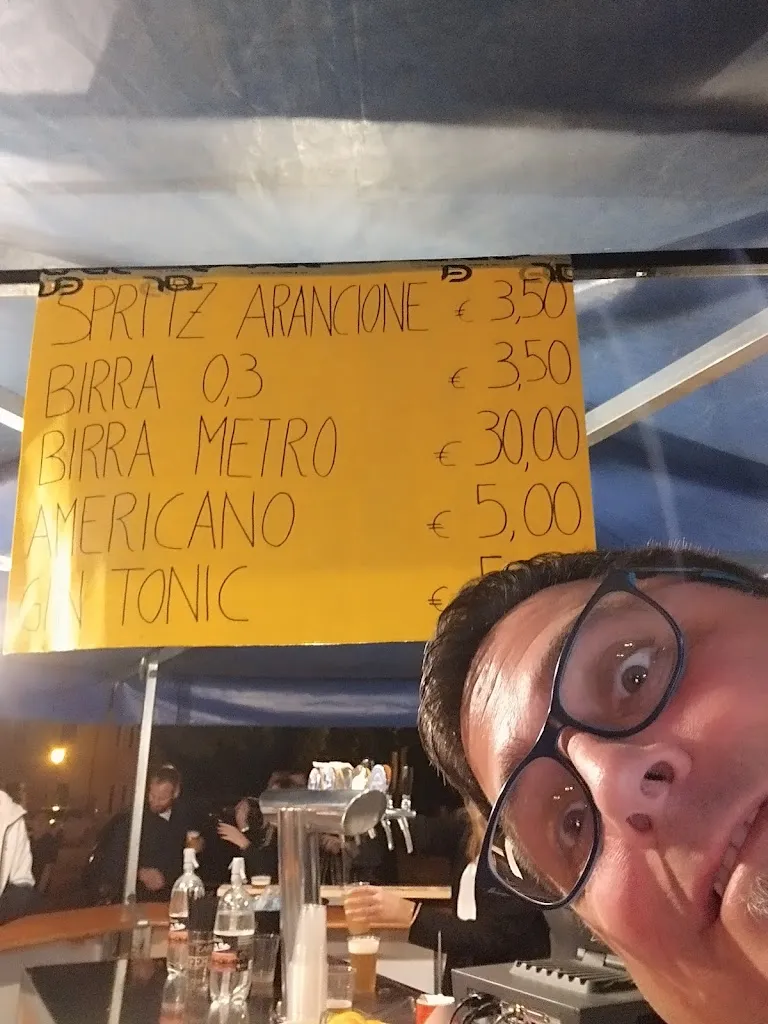 SPRITZ ARANCIONE € 3,50
BIRRA 0,3 € 3,50
BIRRA METRO € 30,00
AMERICANO € 5,00
GIN TONIC €